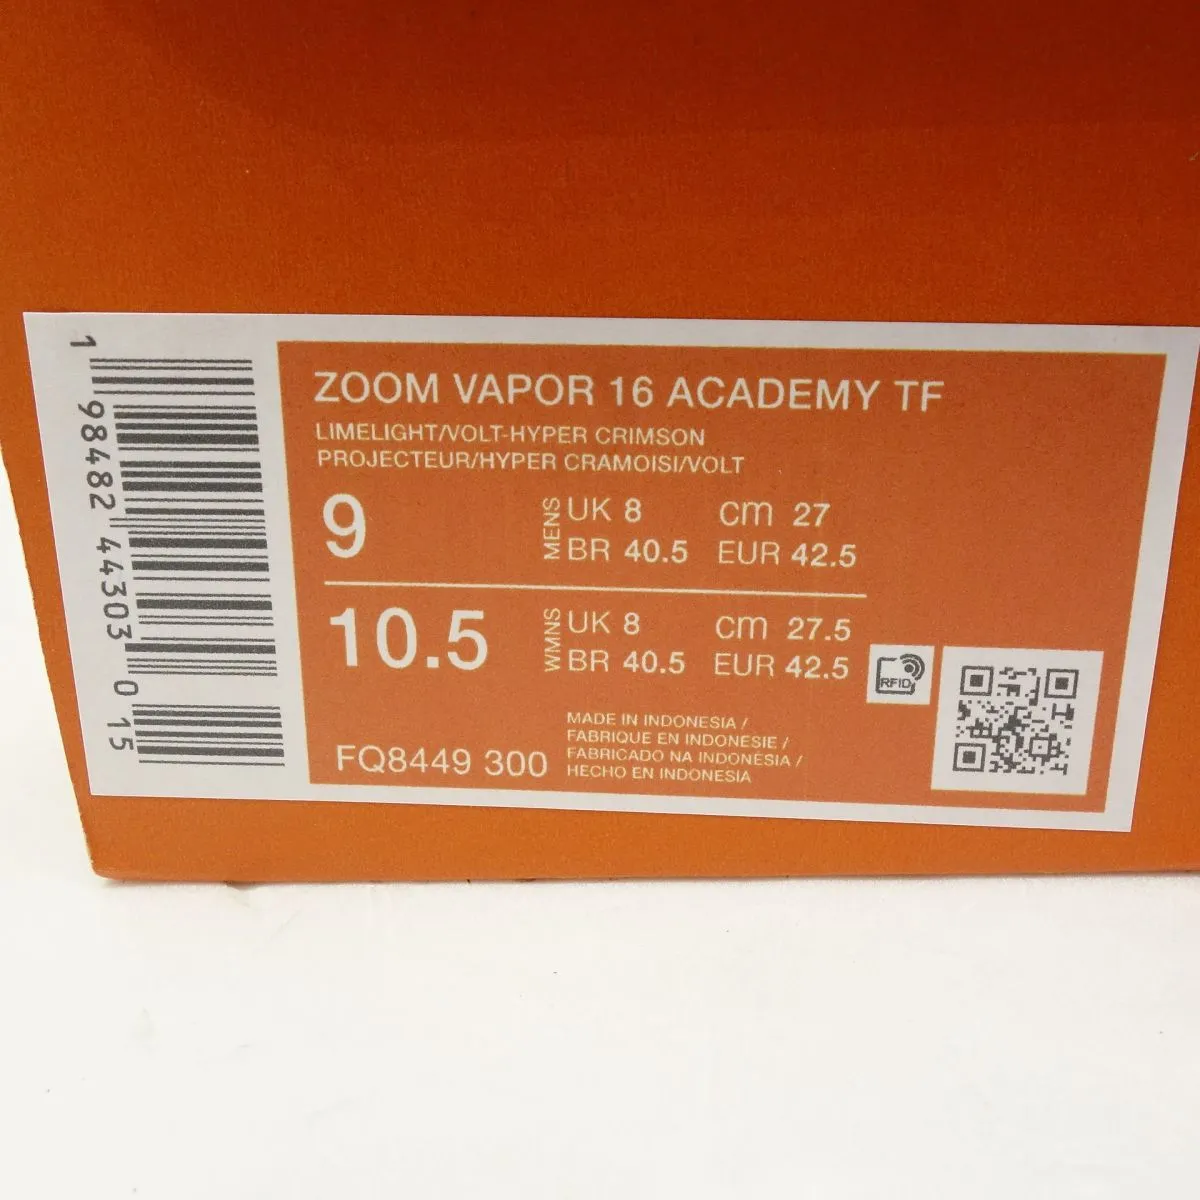 1 98482 44303 0 15
ZOOM VAPOR 16 ACADEMY TF
LIMELIGHT/VOLT-HYPER CRIMSON
PROJECTEUR/HYPER CRAMOISI/VOLT
9 MENS UK 8 cm 27
BR 40.5 EUR 42.5
10.5 WMNS UK 8 cm 27.5
BR 40.5 EUR 42.5
RFID
MADE IN INDONESIA /
FABRIQUE EN INDONESIE /
FABRICADO NA INDONÉSIA /
HECHO EN INDONESIA
FQ8449 300